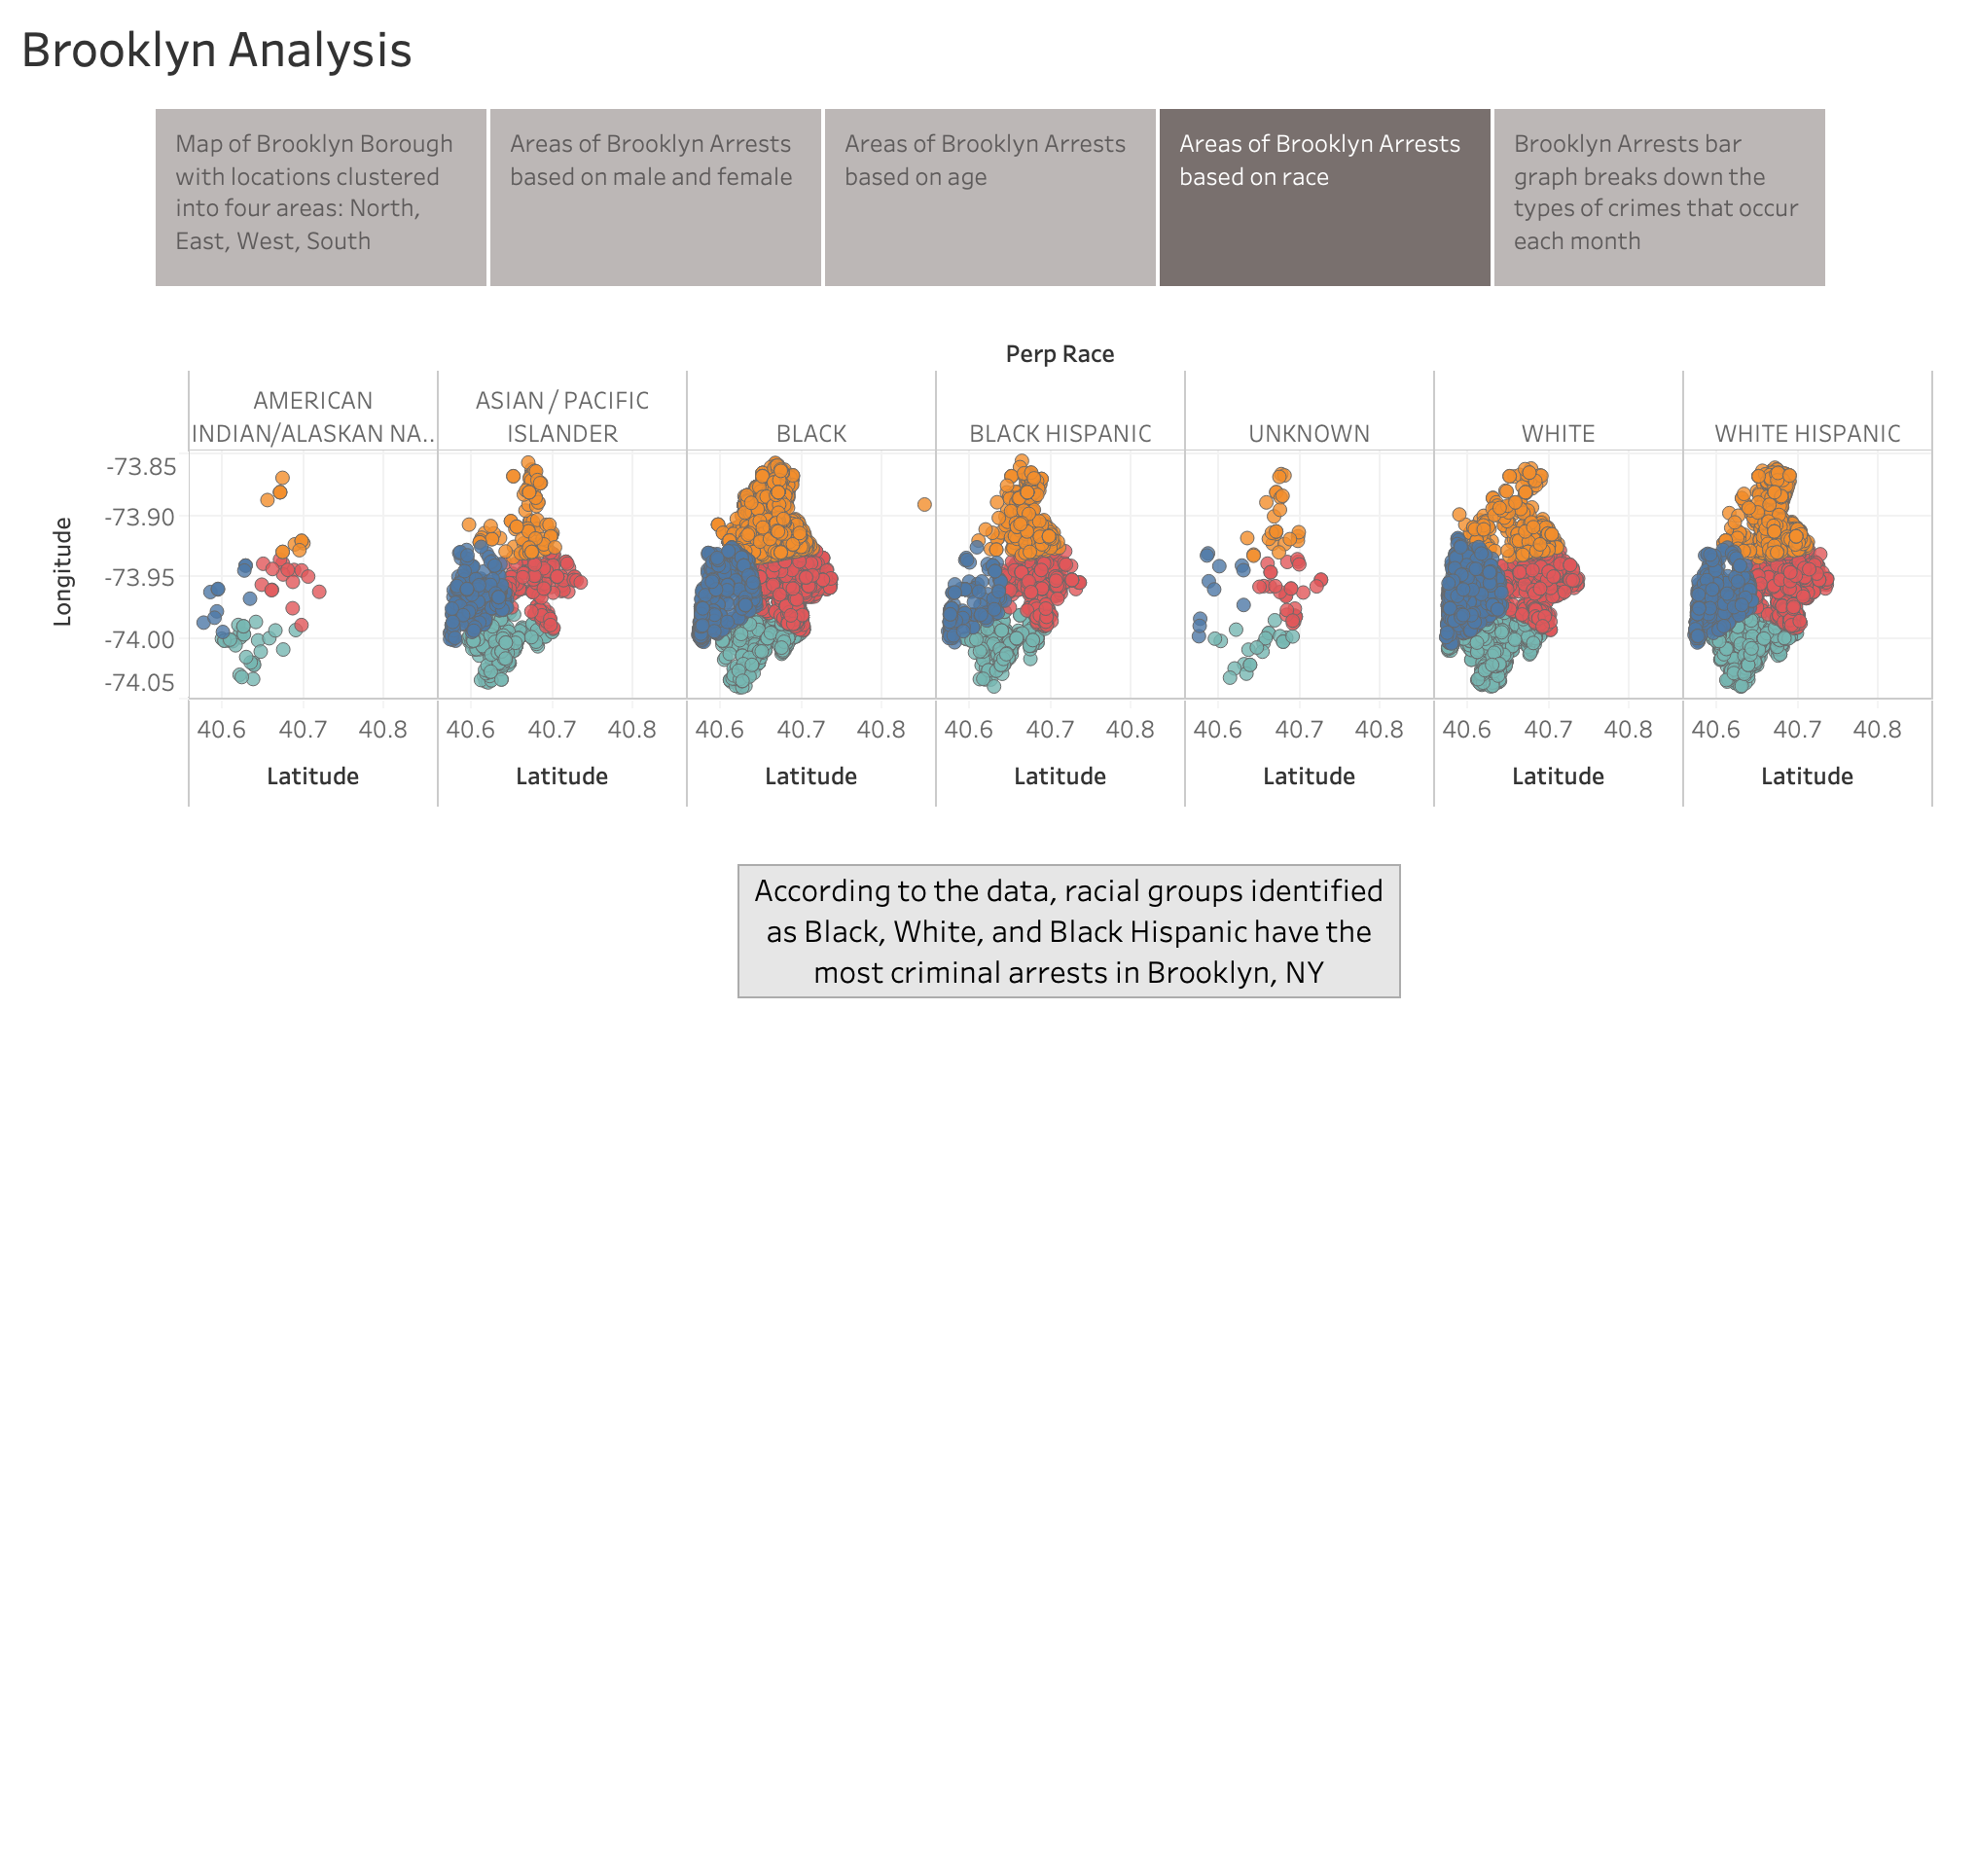 Brooklyn Analysis
Map of Brooklyn Borough
with locations clustered
into four areas: North,
East, West, South
Areas of Brooklyn Arrests
based on male and female
Areas of Brooklyn Arrests
based on age
Areas of Brooklyn Arrests
based on race
Brooklyn Arrests bar
graph breaks down the
types of crimes that occur
each month
Perp Race
AMERICAN
INDIAN/ALASKAN NA..
ASIAN / PACIFIC
ISLANDER
BLACK
BLACK HISPANIC
UNKNOWN
WHITE
WHITE HISPANIC
Longitude
-73.85
-73.90
-73.95
-74.00
-74.05
40.6 40.7 40.8 40.6 40.7 40.8 40.6 40.7 40.8 40.6 40.7 40.8 40.6 40.7 40.8 40.6 40.7 40.8 40.6 40.7 40.8
Latitude Latitude Latitude Latitude Latitude Latitude Latitude
According to the data, racial groups identified
as Black, White, and Black Hispanic have the
most criminal arrests in Brooklyn, NY